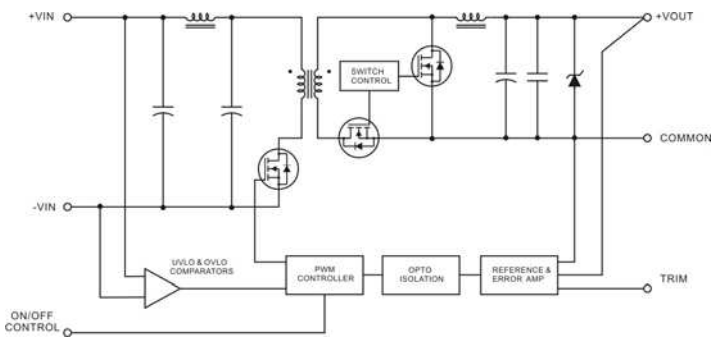 +VIN
+VOUT
SWITCH
CONTROL
COMMON
-VIN
UVLO & OVLO
COMPARATORS
PWM
CONTROLLER
OPTO
ISOLATION
REFERENCE &
ERROR AMP
TRIM
ON/OFF
CONTROL